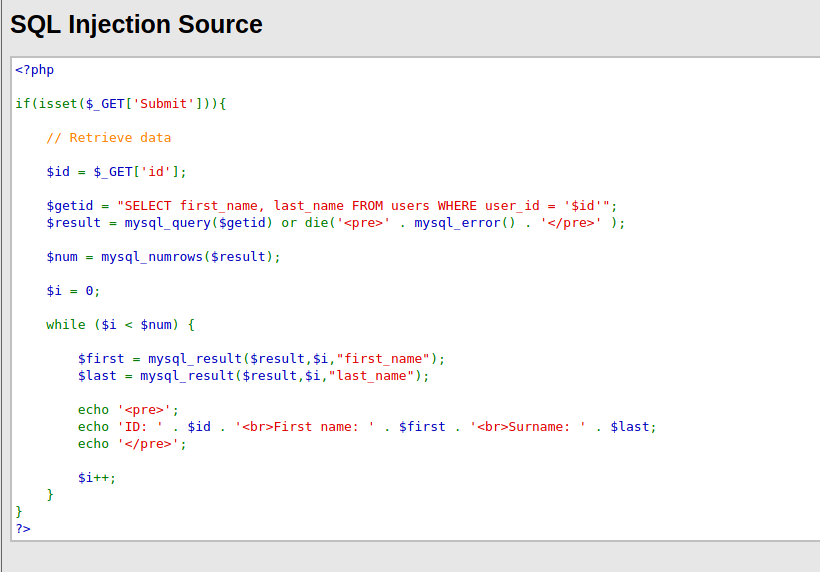 SQL Injection Source
<?php
if(isset($_GET['Submit'])){
// Retrieve data
$id = $_GET['id'];
$getid = "SELECT first_name, last_name FROM users WHERE user_id = '$id'";
$result = mysql_query($getid) or die('<pre>' . mysql_error() . '</pre>' );
$num = mysql_numrows($result);
$i = 0;
while ($i < $num) {
$first = mysql_result($result,$i,"first_name");
$last = mysql_result($result,$i,"last_name");
echo '<pre>';
echo 'ID: ' . $id . '<br>First name: ' . $first . '<br>Surname: ' . $last;
echo '</pre>';
$i++;
}
}
?>